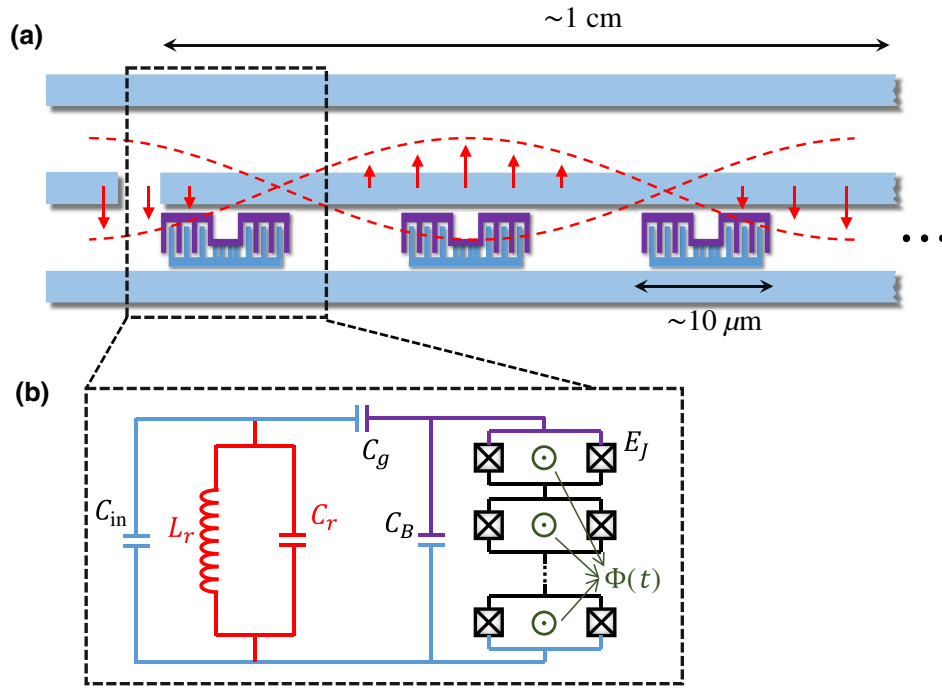 (a)
~1 cm
...
~10 μm
(b)
C_g
E_J
C_in
L_r
C_r
C_B
Φ(t)